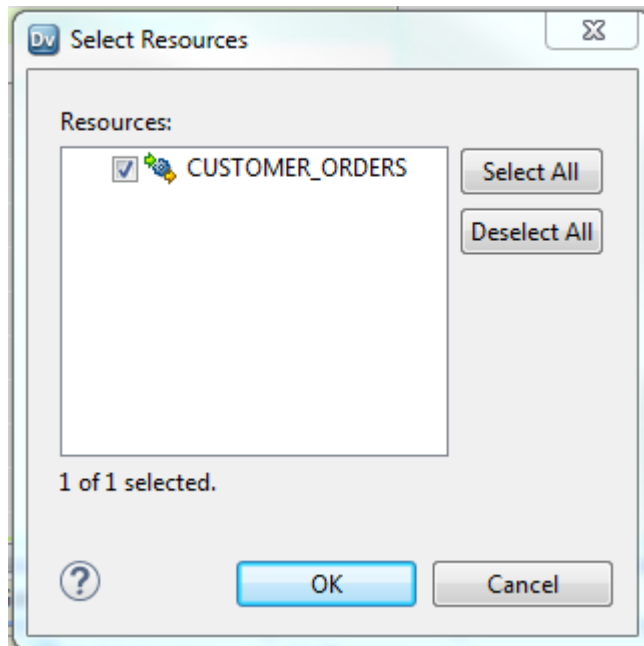 Dv Select Resources
Resources:
CUSTOMER_ORDERS
Select All
Deselect All
1 of 1 selected.
? OK Cancel